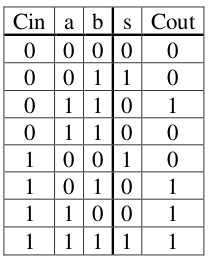 Cin a b s Cout
0 0 0 0 0
0 0 1 1 0
0 1 1 0 1
0 1 1 0 0
1 0 0 1 0
1 0 1 0 1
1 1 0 0 1
1 1 1 1 1